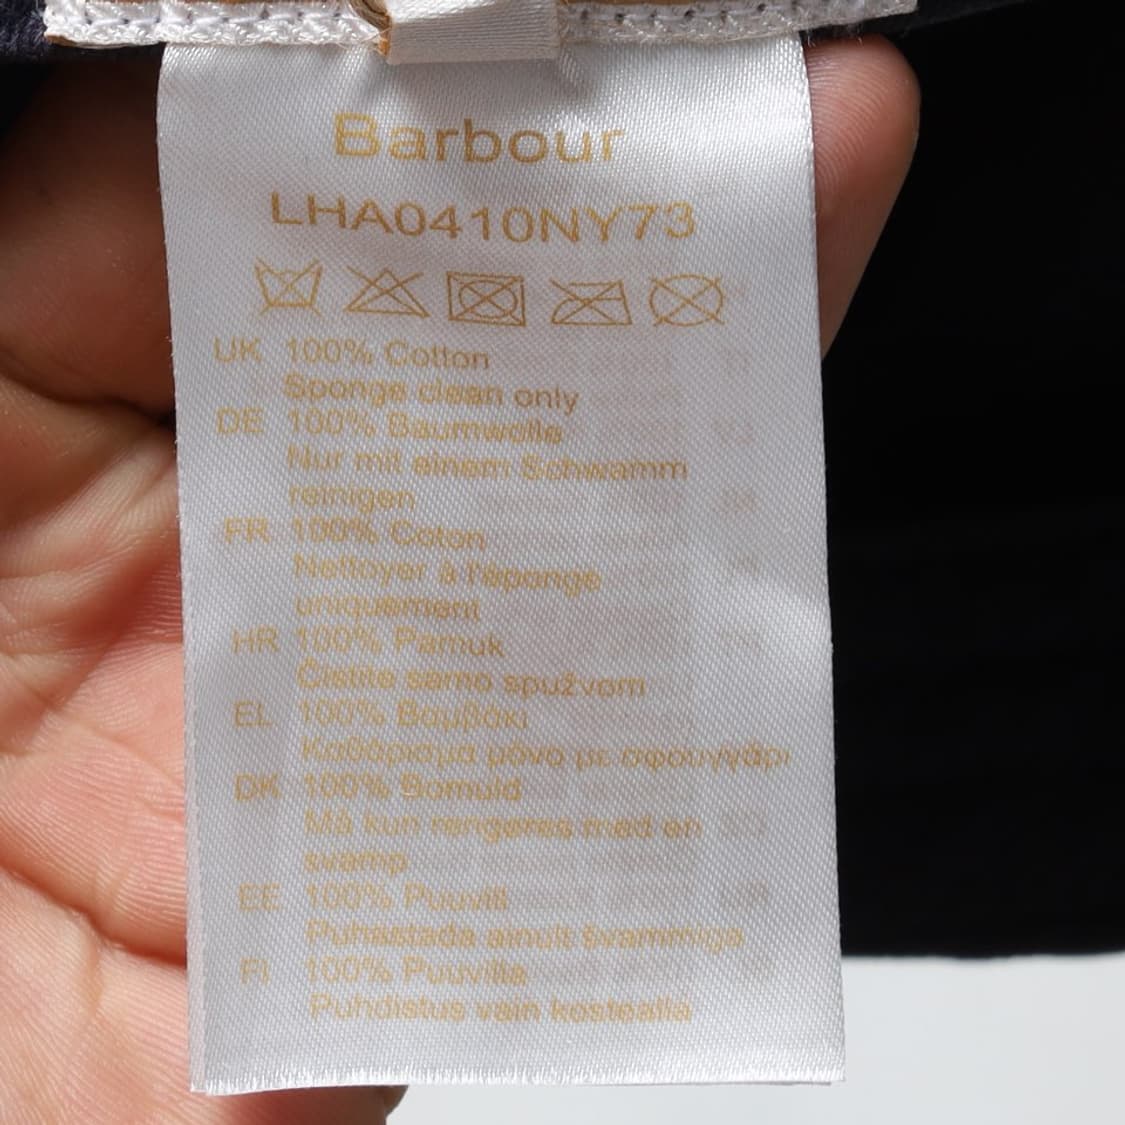 Barbour
LHA0410NY73
UK 100% Cotton
Sponge clean only
DE 100% Baumwolle
Nur mit einem Schwamm
reinigen
FR 100% Coton
Nettoyer à l'éponge
uniquement
HR 100% Pamuk
Čistite samo spužvom
EL 100% Βαμβάκι
Καθάρισμα μόνο με σφουγγάρι
DK 100% Bomuld
Må kun rengøres med en
svamp
EE 100% Puuvill
Puhastada ainult švammiga
FI 100% Puuvilla
Puhdistus vain kostealla